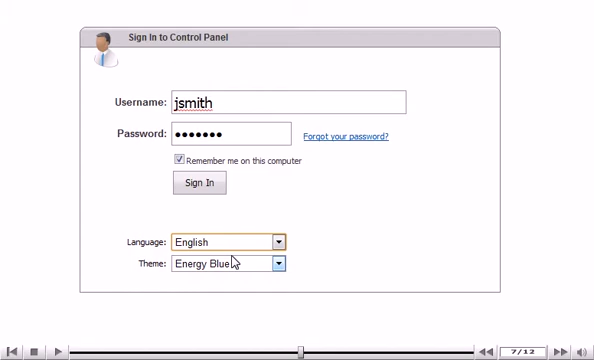 Sign In to Control Panel
Username: jsmith
Password: •••••••
Forgot your password?
Remember me on this computer
Sign In
Language: English
Theme: Energy Blue
7/12